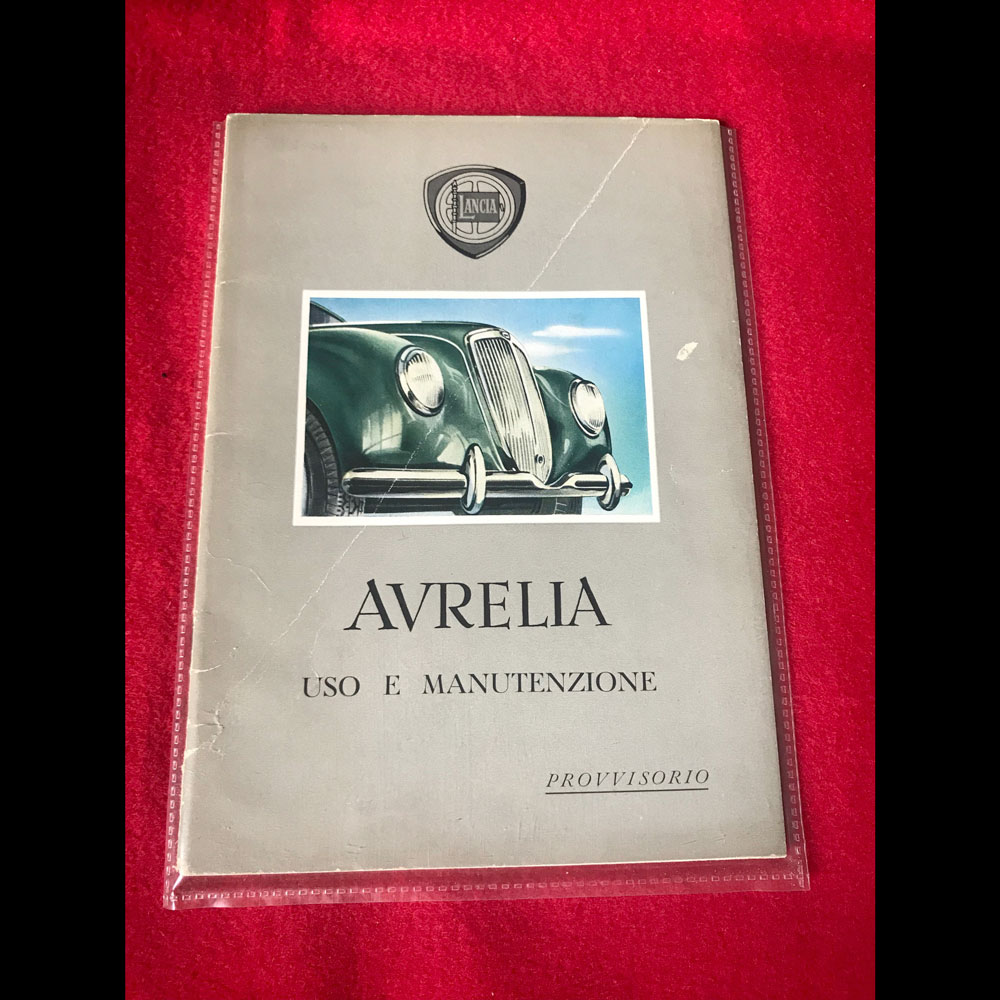 LANCIA
AVRELIA
USO E MANUTENZIONE
PROVVISORIO